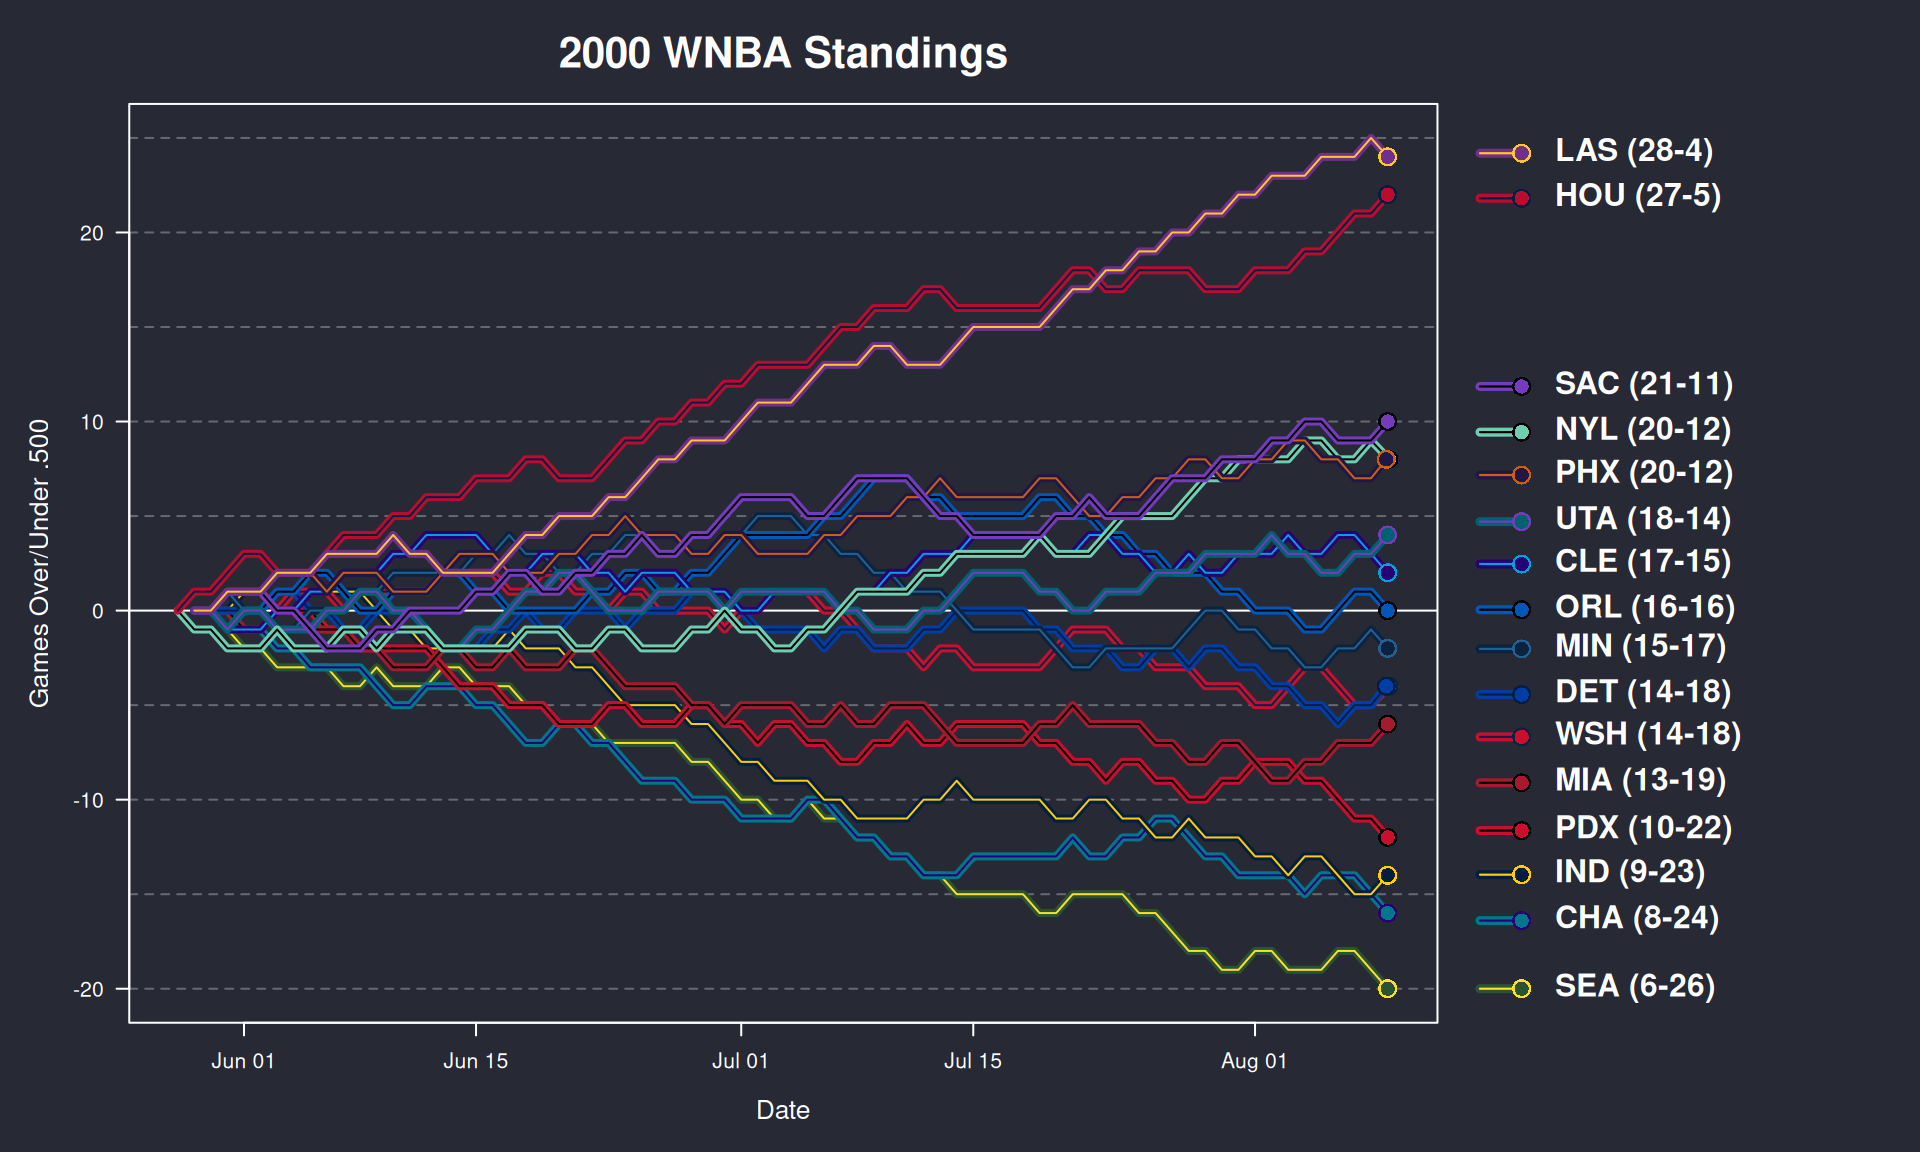 2000 WNBA Standings
Games Over/Under .500
20
10
0
-10
-20
Jun 01
Jun 15
Jul 01
Jul 15
Aug 01
Date
LAS (28-4)
HOU (27-5)
SAC (21-11)
NYL (20-12)
PHX (20-12)
UTA (18-14)
CLE (17-15)
ORL (16-16)
MIN (15-17)
DET (14-18)
WSH (14-18)
MIA (13-19)
PDX (10-22)
IND (9-23)
CHA (8-24)
SEA (6-26)